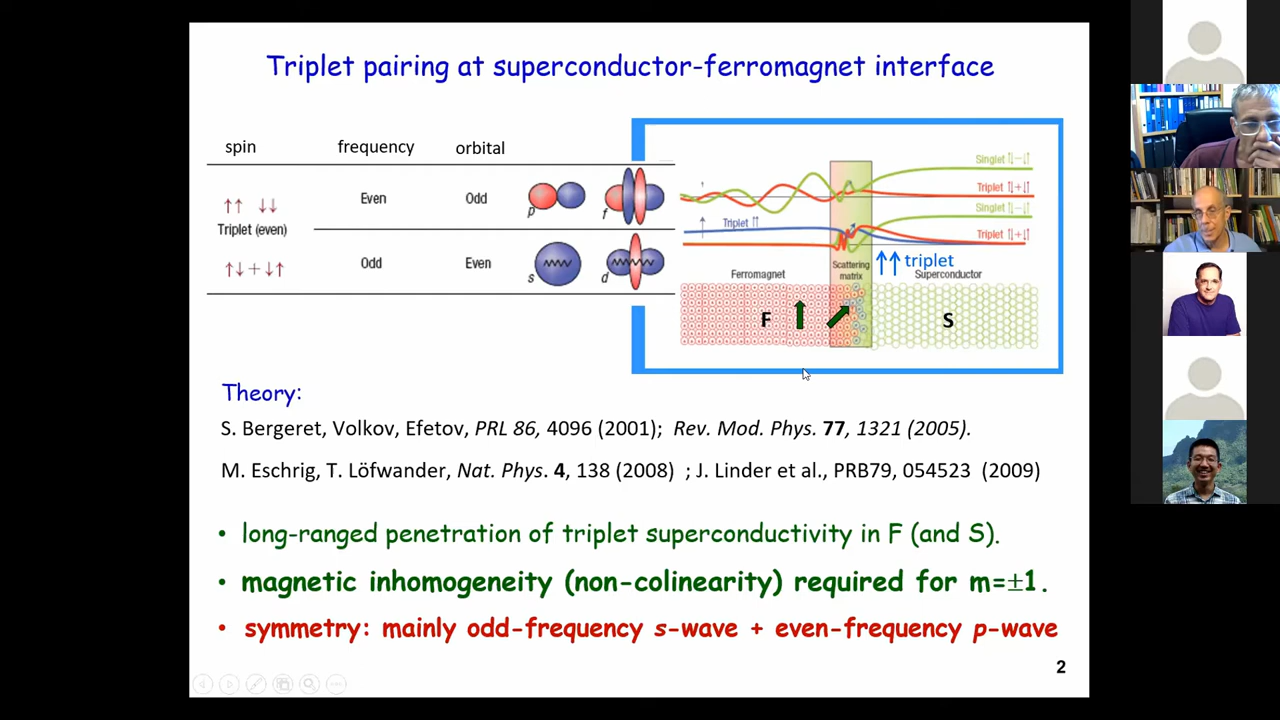 Triplet pairing at superconductor-ferromagnet interface
spin frequency orbital
↑↑ ↓↓ Even Odd p f
Triplet (even)
↑↓+↓↑ Odd Even s d
Singlet ↑↓−↓↑
Triplet ↑↓+↓↑
Singlet ↑↓−↓↑
Triplet ↑↑
Triplet ↑↓+↓↑
↑↑ triplet
Ferromagnet Scattering matrix Superconductor
F S
Theory:
S. Bergeret, Volkov, Efetov, PRL 86, 4096 (2001); Rev. Mod. Phys. 77, 1321 (2005).
M. Eschrig, T. Löfwander, Nat. Phys. 4, 138 (2008) ; J. Linder et al., PRB79, 054523 (2009)
• long-ranged penetration of triplet superconductivity in F (and S).
• magnetic inhomogeneity (non-colinearity) required for m=±1.
• symmetry: mainly odd-frequency s-wave + even-frequency p-wave
2